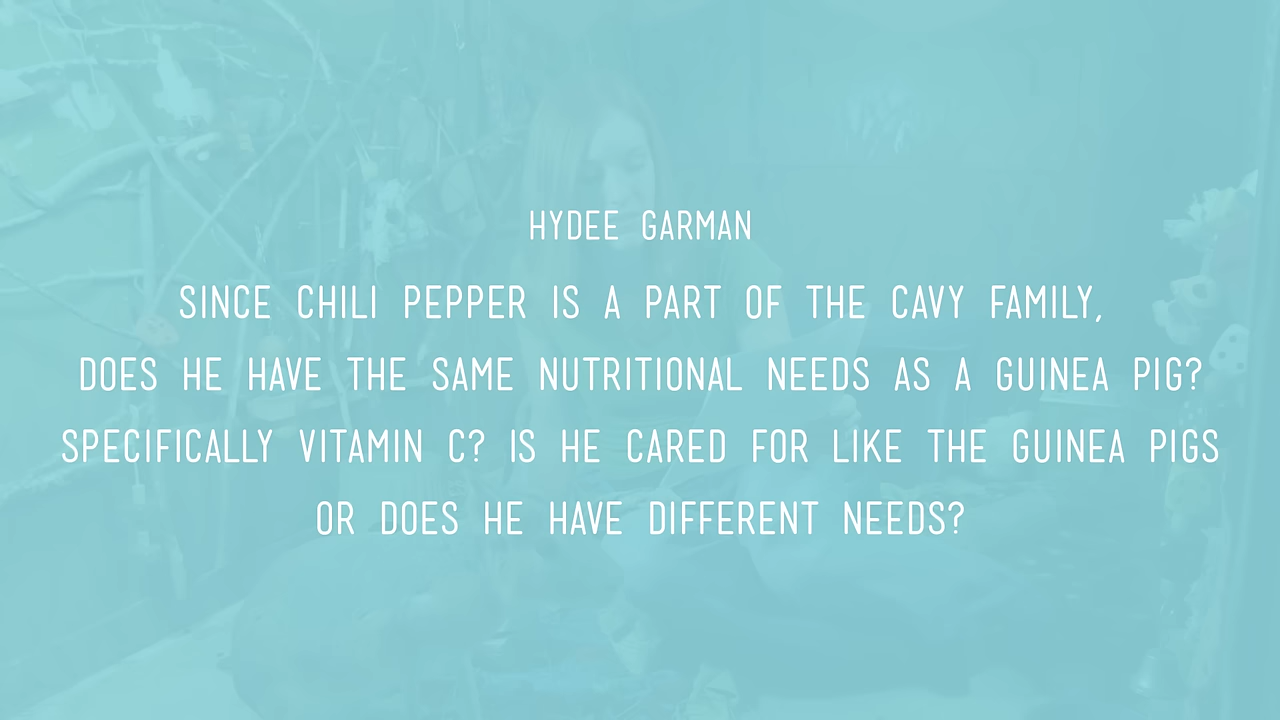 HYDEE GARMAN
SINCE CHILI PEPPER IS A PART OF THE CAVY FAMILY,
DOES HE HAVE THE SAME NUTRITIONAL NEEDS AS A GUINEA PIG?
SPECIFICALLY VITAMIN C? IS HE CARED FOR LIKE THE GUINEA PIGS
OR DOES HE HAVE DIFFERENT NEEDS?